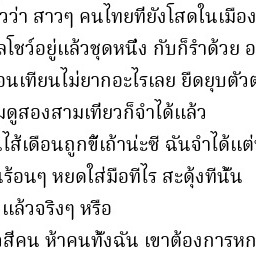 ว่า สาวๆ คนไทยที่ยังโสดในเมือง
โชว์อยู่แล้วชุดหนึ่ง กับก็รำด้วย
อนเทียนไม่ยากอะไรเลย ยืดยุบตัว
ดูสองสามเที่ยวก็จำได้แล้ว
ไส้เดือนถูกขี้เถ้าน่ะซี ฉันจำได้แต่
ร้อนๆ หยดใส่มือทีไร สะดุ้งทีนั้น
แล้วจริงๆ หรือ
สี่คน ห้าคนทั้งฉัน เขาต้องการหก